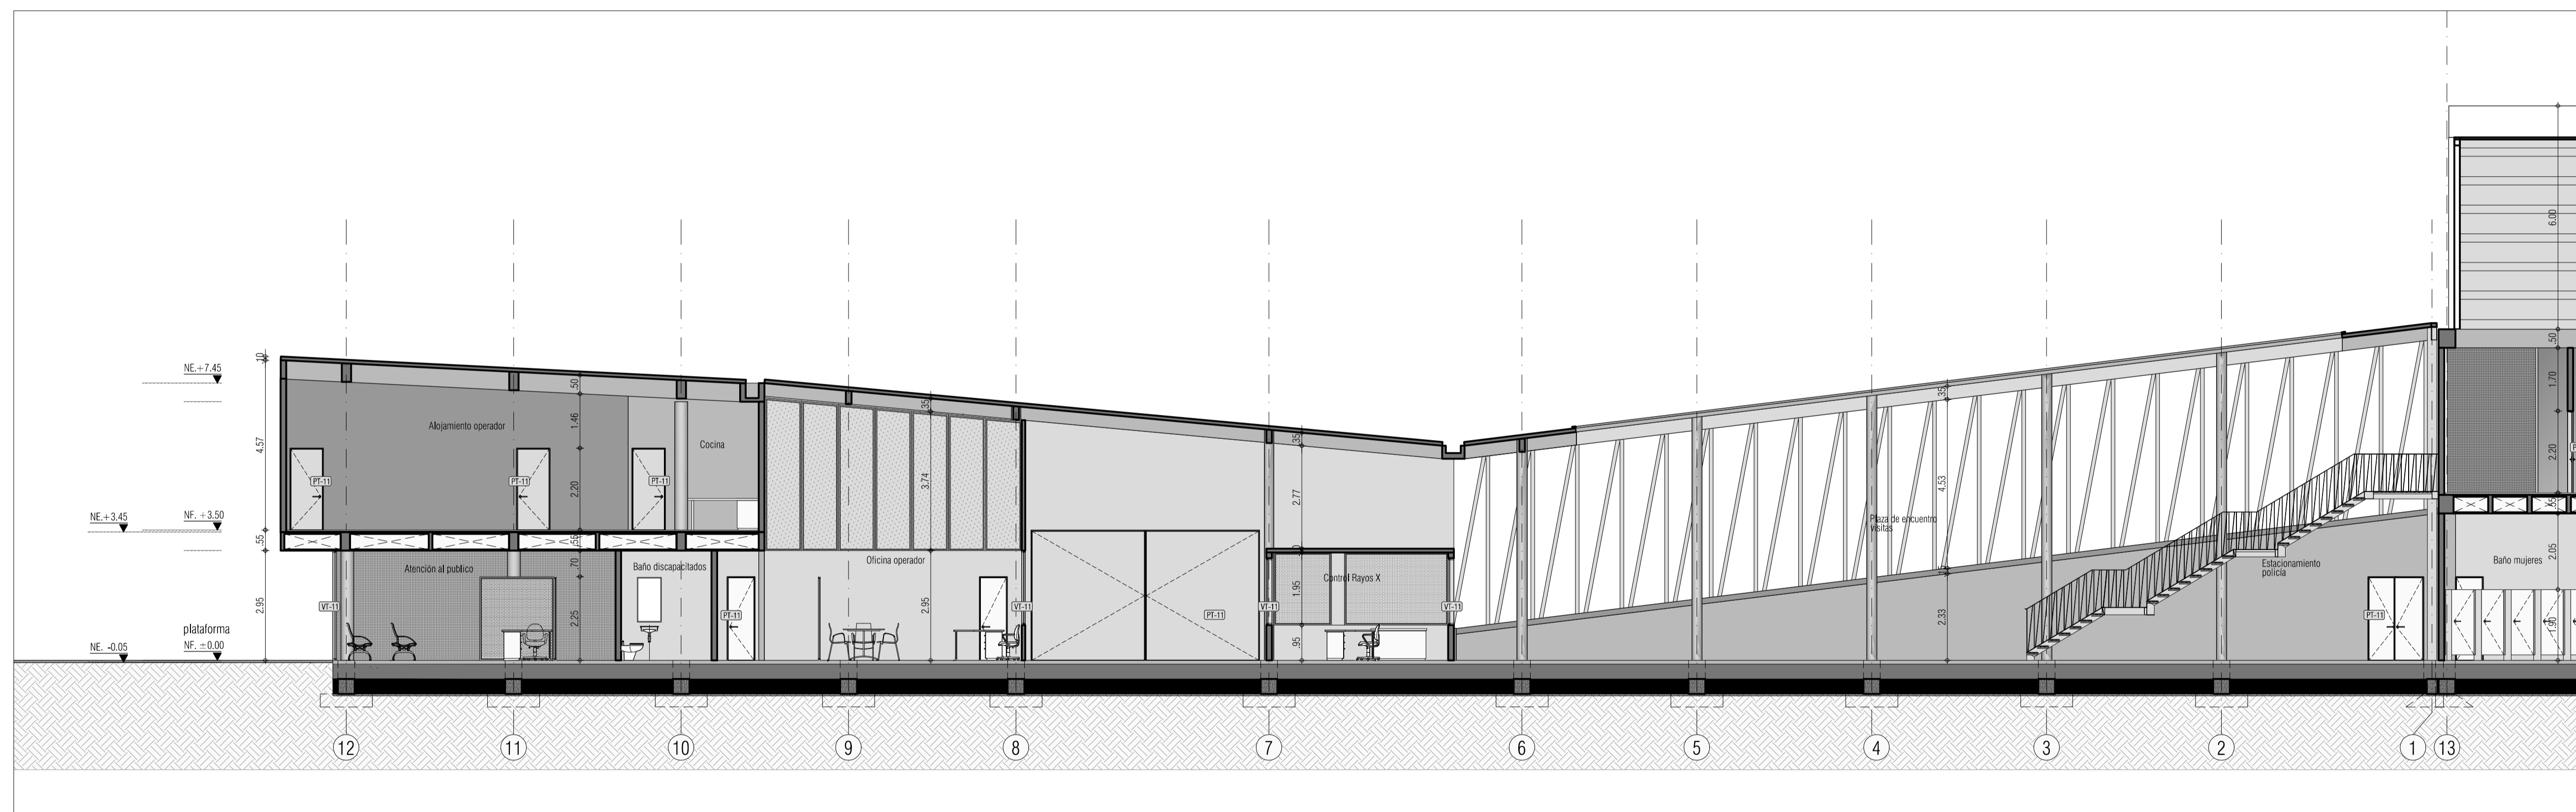 NE.+7.45
NE.+3.45
NF. +3.50
plataforma
NE. -0.05
NF. ±0.00
.10
4.57
.55
2.95
Alojamiento operador
Cocina
PT-11
PT-11
PT-11
.50
1.46
2.20
.55
.70
2.25
Atención al publico
Baño discapacitados
VT-11
PT-11
.35
3.74
2.95
Oficina operador
VT-11
PT-11
.35
2.77
1.95
.95
Control Rayos X
VT-11
VT-11
.35
4.53
2.33
Plaza de encuentro
visitas
Estacionamiento
policía
PT-11
6.00
.50
1.70
2.20
.55
2.05
1.90
Baño mujeres
12
11
10
9
8
7
6
5
4
3
2
1
13